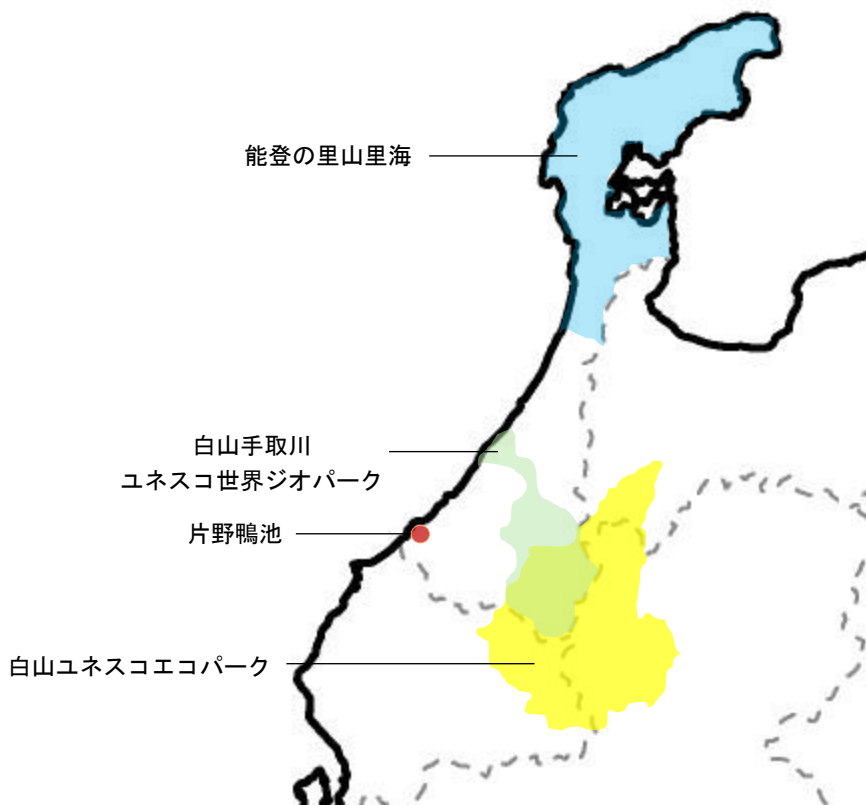 能登の里山里海
白山手取川
ユネスコ世界ジオパーク
片野鴨池
白山ユネスコエコパーク